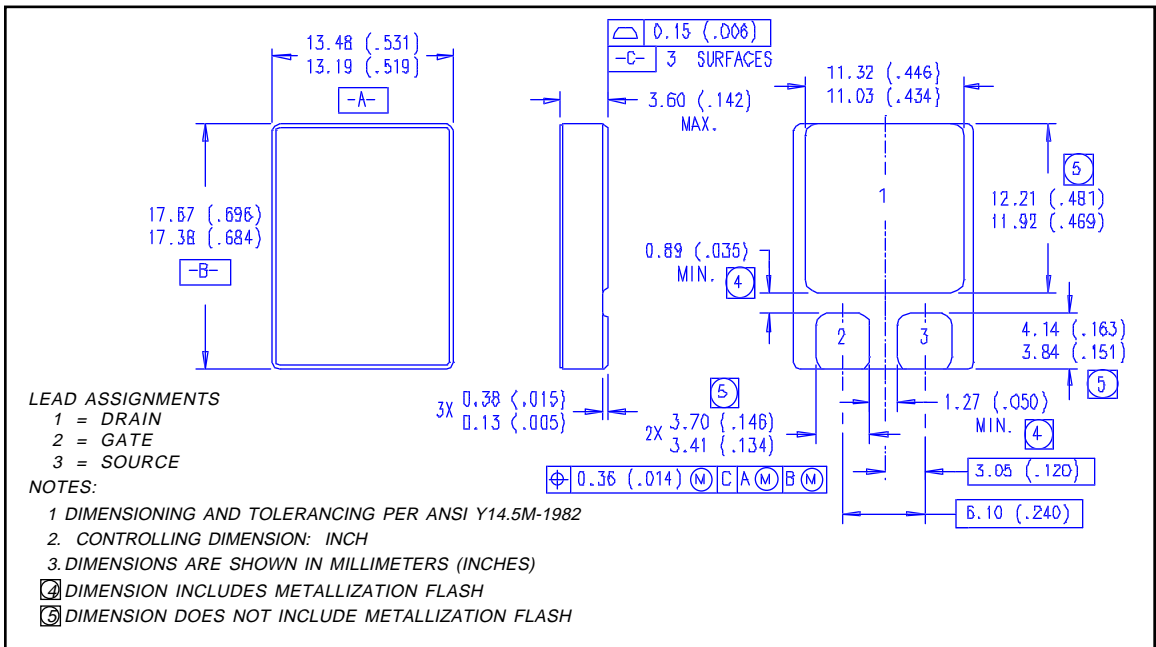 13.48 (.531)
13.19 (.519)
-A-
0.15 (.006)
-C- 3 SURFACES
3.60 (.142)
MAX.
11.32 (.446)
11.03 (.434)
17.67 (.696)
17.38 (.684)
-B-
1
5
12.21 (.481)
11.92 (.469)
0.89 (.035)
MIN. 4
2
3
4.14 (.163)
3.84 (.151)
5
3X 0.38 (.015)
0.13 (.005)
5
2X 3.70 (.146)
3.41 (.134)
1.27 (.050)
MIN. 4
⌖ 0.36 (.014) Ⓜ C A Ⓜ B Ⓜ
3.05 (.120)
6.10 (.240)
LEAD ASSIGNMENTS
1 = DRAIN
2 = GATE
3 = SOURCE
NOTES:
1 DIMENSIONING AND TOLERANCING PER ANSI Y14.5M-1982
2. CONTROLLING DIMENSION: INCH
3. DIMENSIONS ARE SHOWN IN MILLIMETERS (INCHES)
4 DIMENSION INCLUDES METALLIZATION FLASH
5 DIMENSION DOES NOT INCLUDE METALLIZATION FLASH